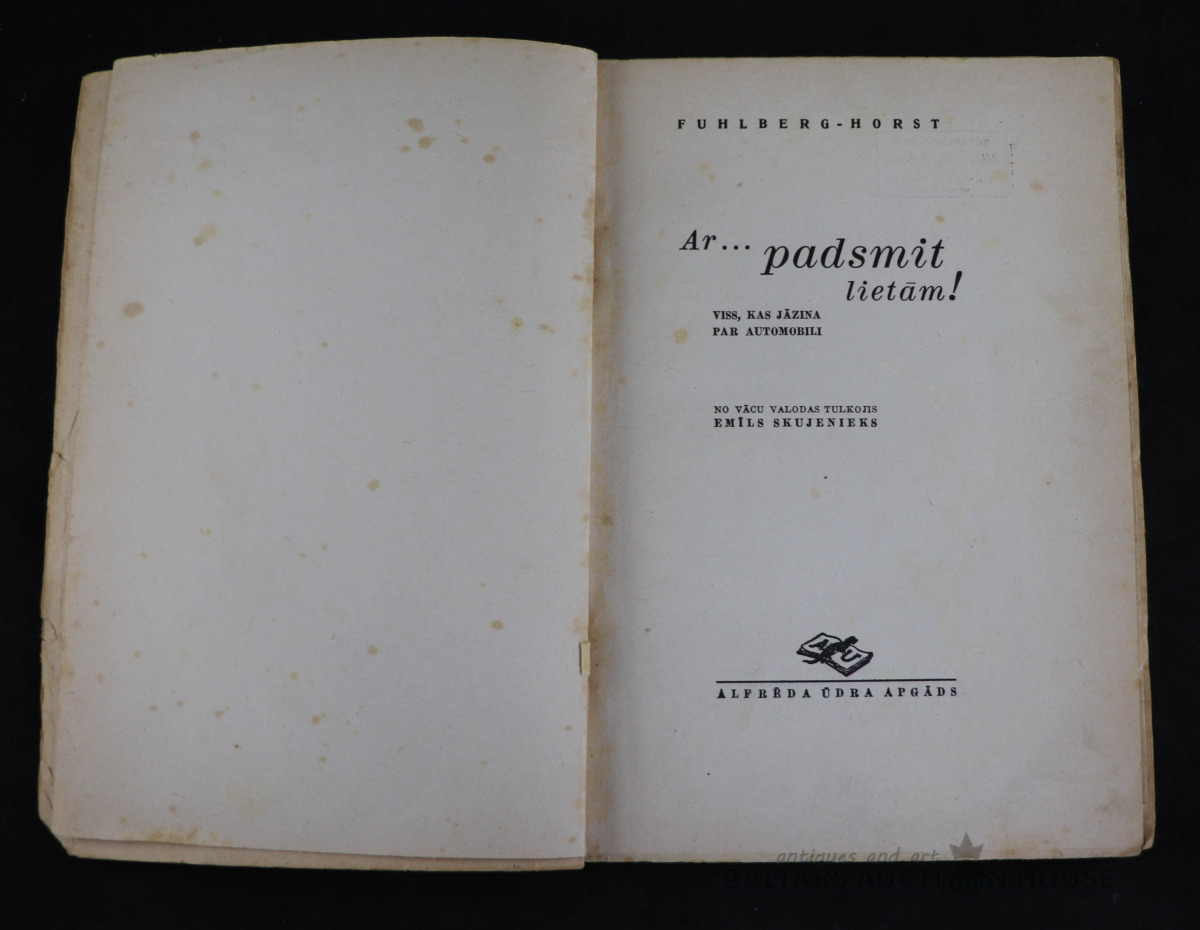 FUHLBERG-HORST
Ar... padsmit
lietām!
VISS, KAS JĀZINA
PAR AUTOMOBILI
NO VĀCU VALODAS TULKOJIS
EMĪLS SKUJENIEKS
A U
ALFRĒDA ŪDRA APGĀDS
antiques and art
BALTARS AUCTION HOUSE